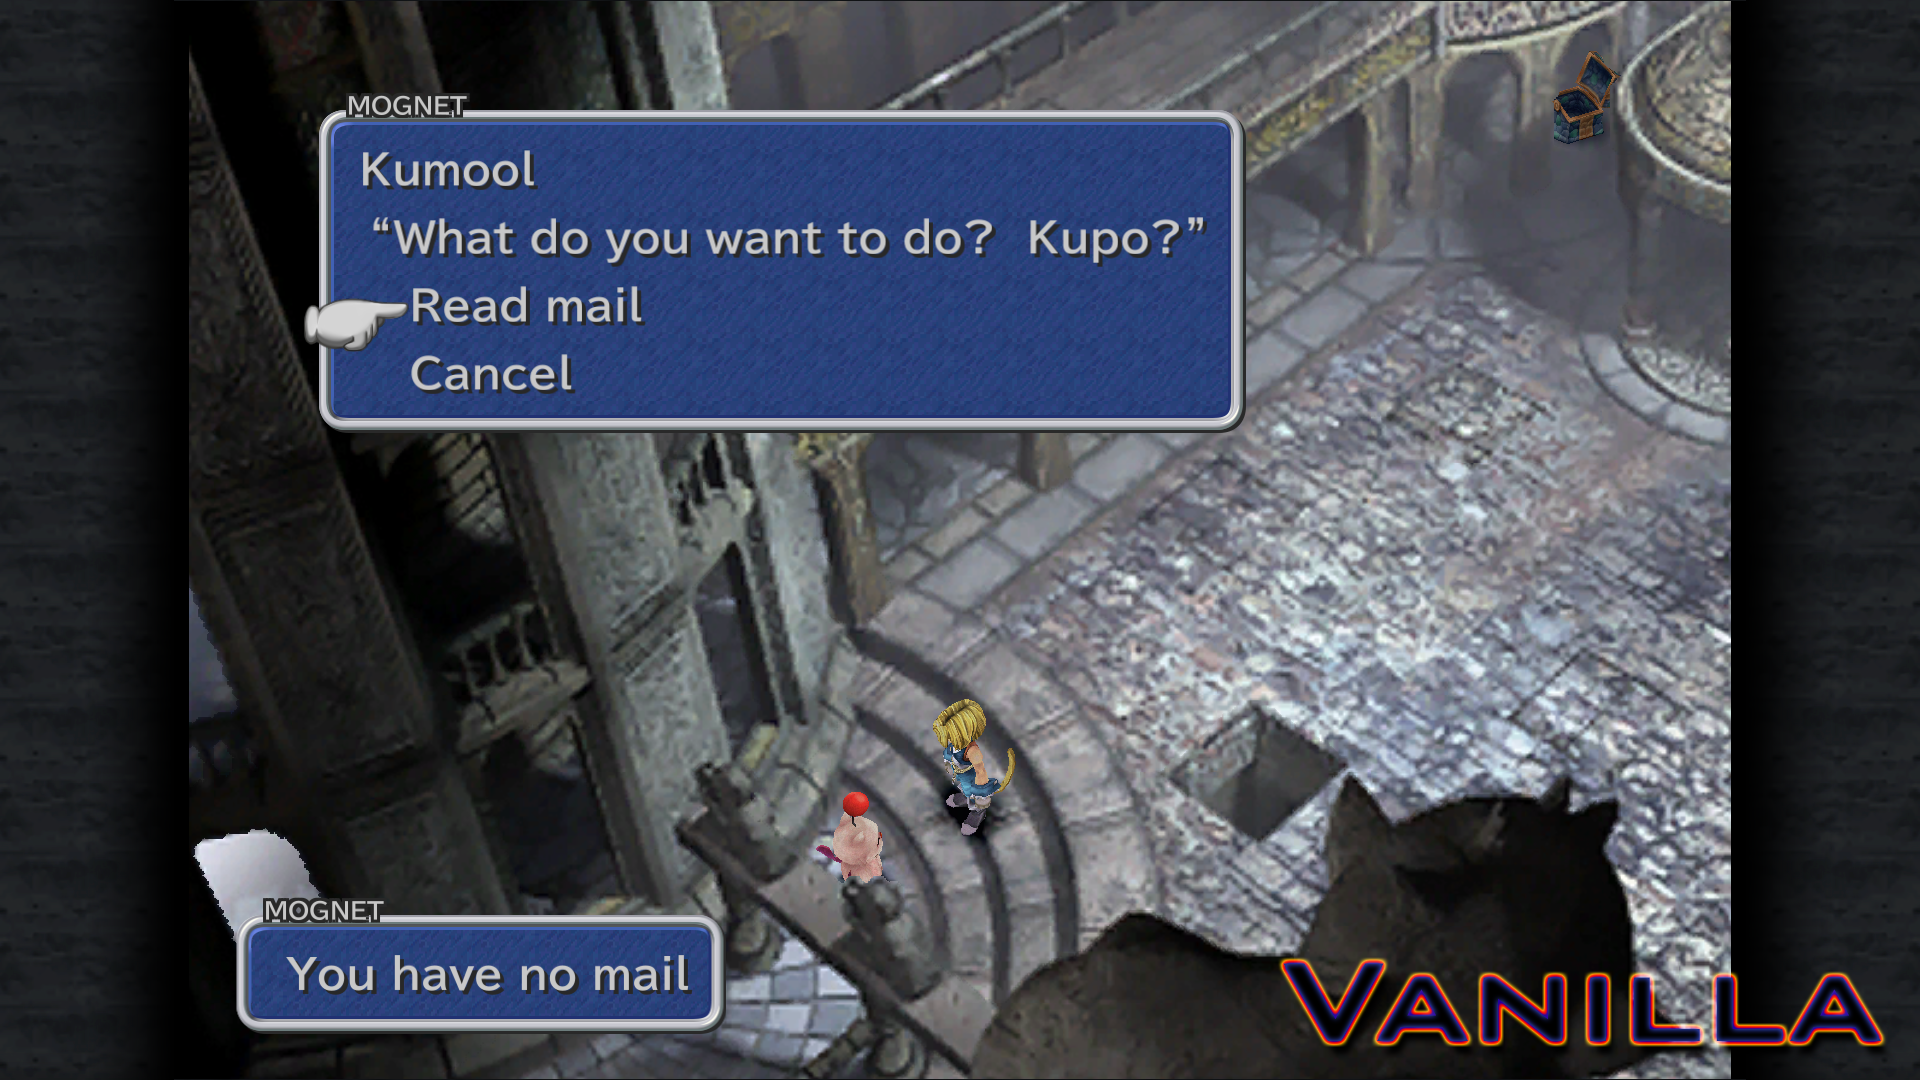 MOGNET
Kumool
“What do you want to do?  Kupo?”
Read mail
Cancel
MOGNET
You have no mail
VANILLA